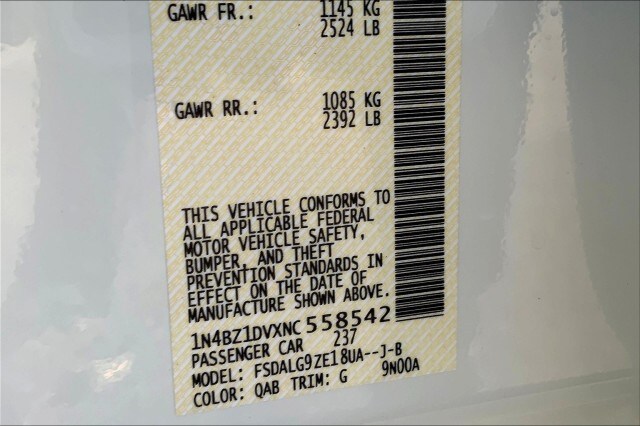 GAWR FR.: 1145 KG
2524 LB
GAWR RR.: 1085 KG
2392 LB
THIS VEHICLE CONFORMS TO
ALL APPLICABLE FEDERAL
MOTOR VEHICLE SAFETY,
BUMPER, AND THEFT
PREVENTION STANDARDS IN
EFFECT ON THE DATE OF
MANUFACTURE SHOWN ABOVE.
1N4BZ1DVXNC558542
PASSENGER CAR 237
MODEL: FSDALG9ZE18UA--J-B
COLOR: QAB TRIM: G 9N00A